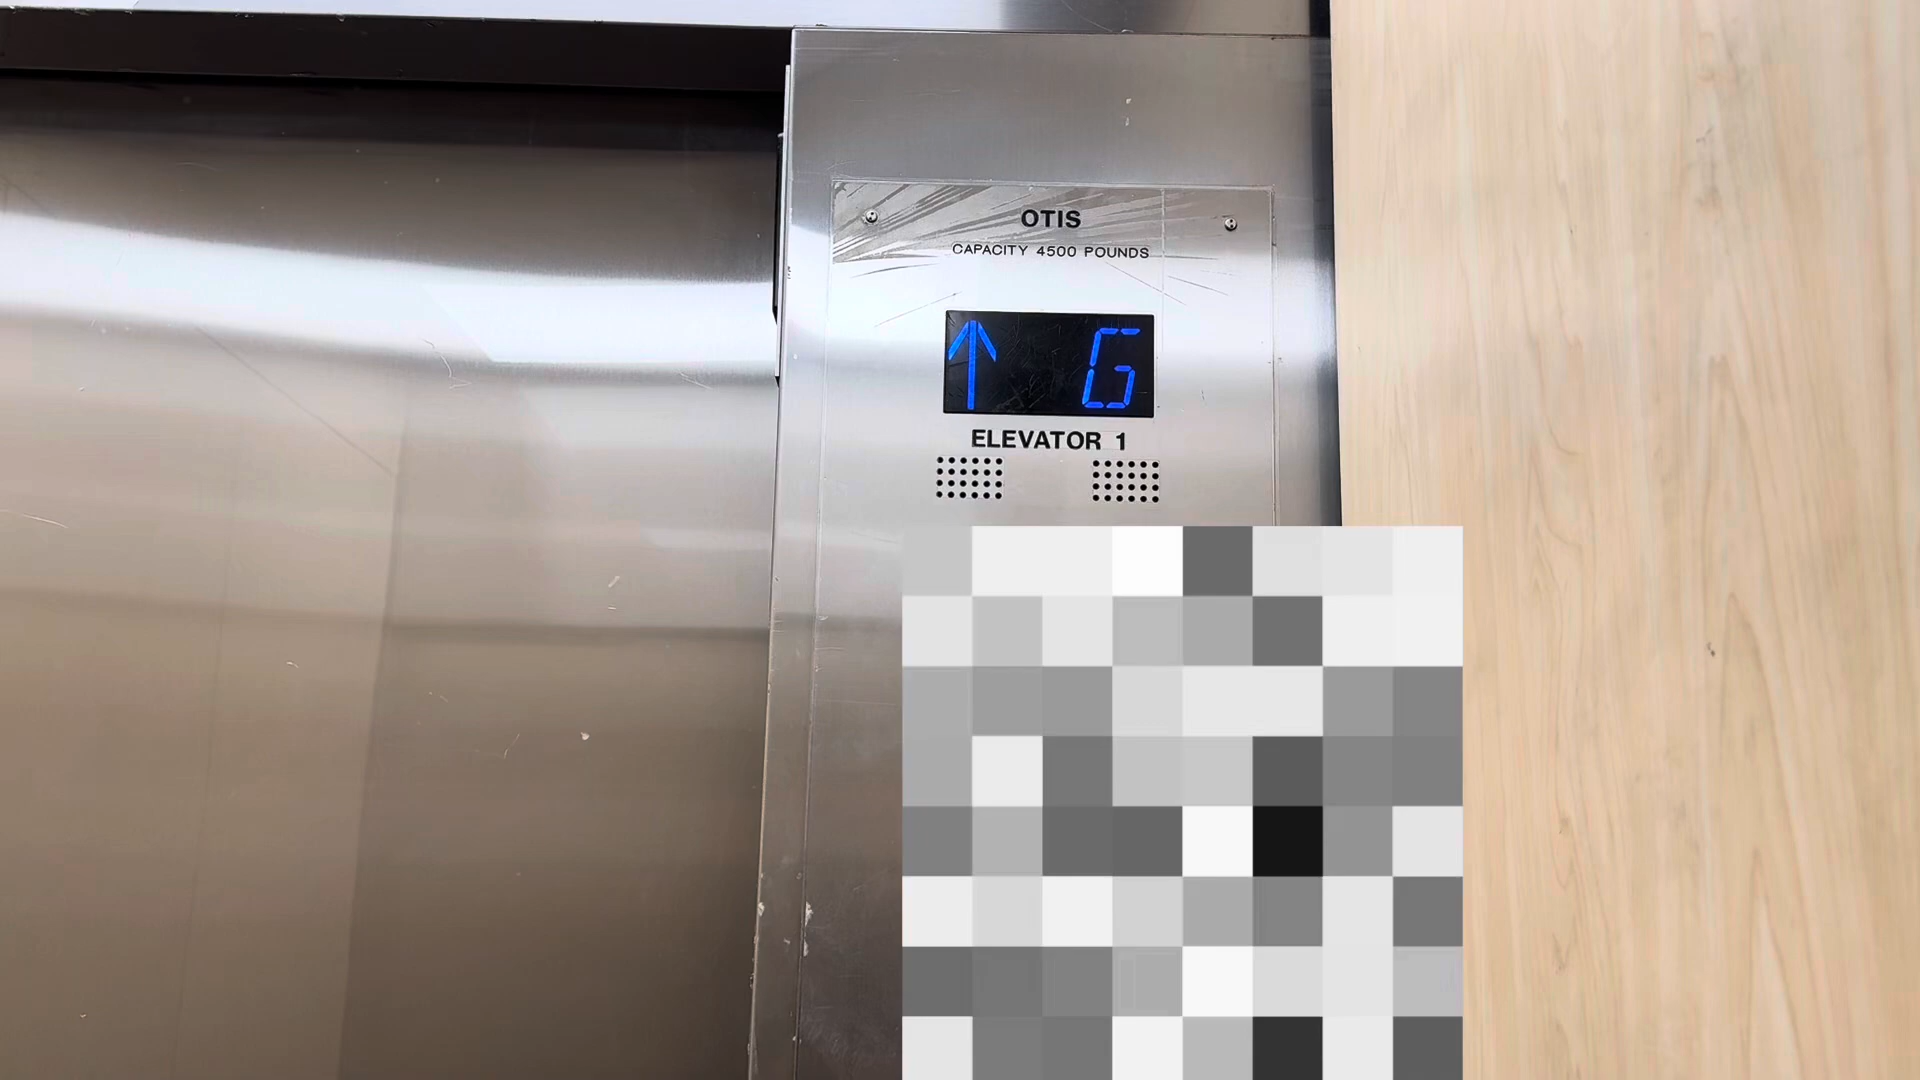 OTIS
CAPACITY 4500 POUNDS
↑ G
ELEVATOR 1